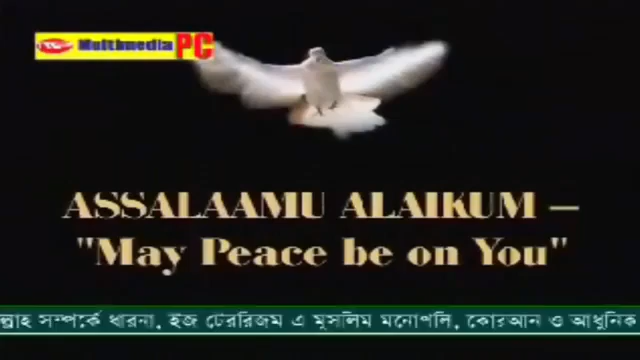 Multimedia PC
ASSALAAMU ALAIKUM –
"May Peace be on You"
ল্লাহ সম্পর্কে ধারনা, ইজ টেররিজম এ মুসলিম মনোপলি, কোরআন ও আধুনিক